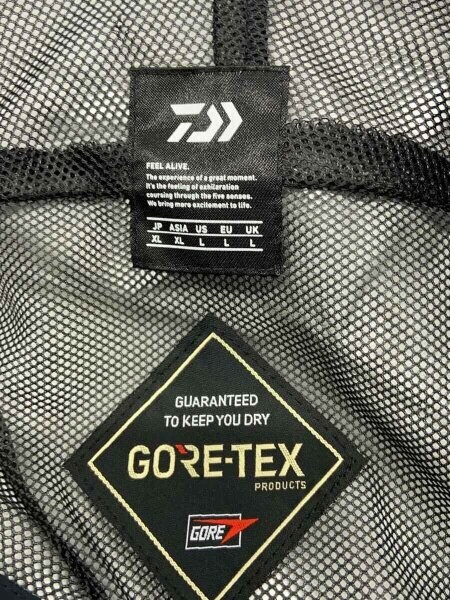 FEEL ALIVE.
The experience of a great moment.
It's the feeling of exhilaration
coursing through the five senses.
We bring more excitement to life.
JP ASIA US EU UK
XL XL L L L
GUARANTEED
TO KEEP YOU DRY
GORE-TEX
PRODUCTS
GORE